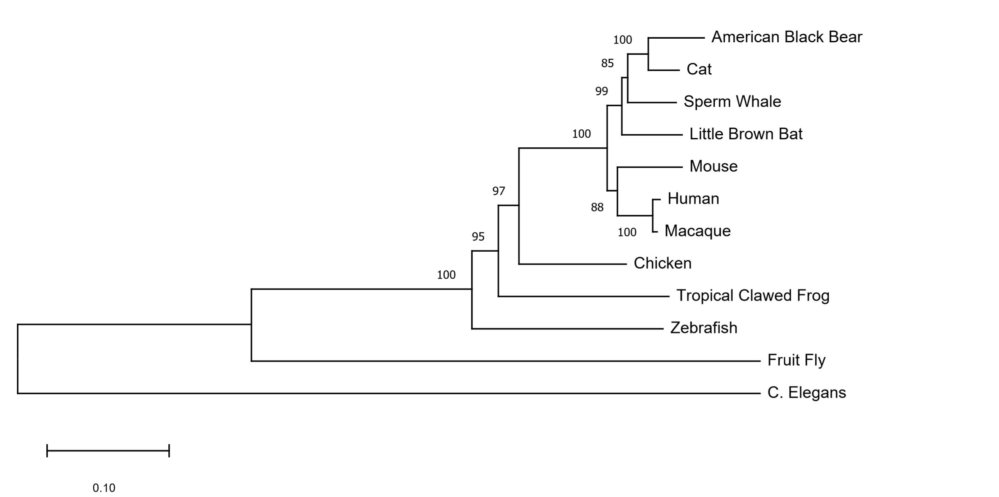 100
American Black Bear
85
Cat
99
Sperm Whale
100
Little Brown Bat
Mouse
97
Human
88
100
Macaque
95
Chicken
100
Tropical Clawed Frog
Zebrafish
Fruit Fly
C. Elegans
0.10